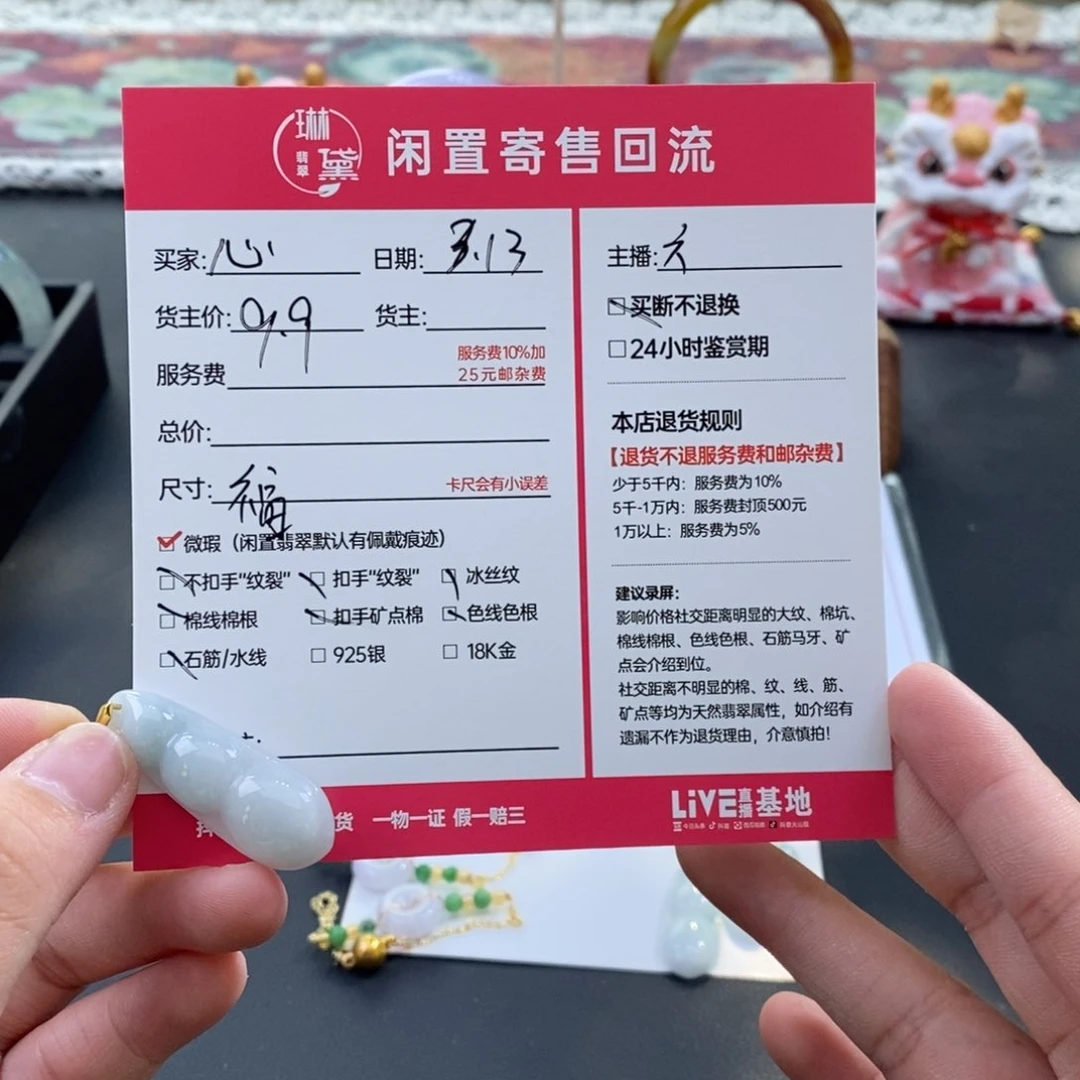 琳黛
翡翠
闲置寄售回流
买家:心 日期:3.13
货主价:9.9 货主:
服务费 服务费10%加
25元邮杂费
总价:
尺寸:福 卡尺会有小误差
微瑕（闲置翡翠默认有佩戴痕迹）
不扣手"纹裂" 扣手"纹裂" 冰丝纹
棉线棉根 扣手矿点棉 色线色根
石筋/水线 925银 18K金
货 一物一证 假一赔三
主播:
买断不退换
24小时鉴赏期
本店退货规则
【退货不退服务费和邮杂费】
少于5千内：服务费为10%
5千-1万内：服务费封顶500元
1万以上：服务费为5%
建议录屏：
影响价格社交距离明显的大纹、棉坑、
棉线棉根、色线色根、石筋马牙、矿
点会介绍到位。
社交距离不明显的棉、纹、线、筋、
矿点等均为天然翡翠属性，如介绍有
遗漏不作为退货理由，介意慎拍！
LiVE直播基地